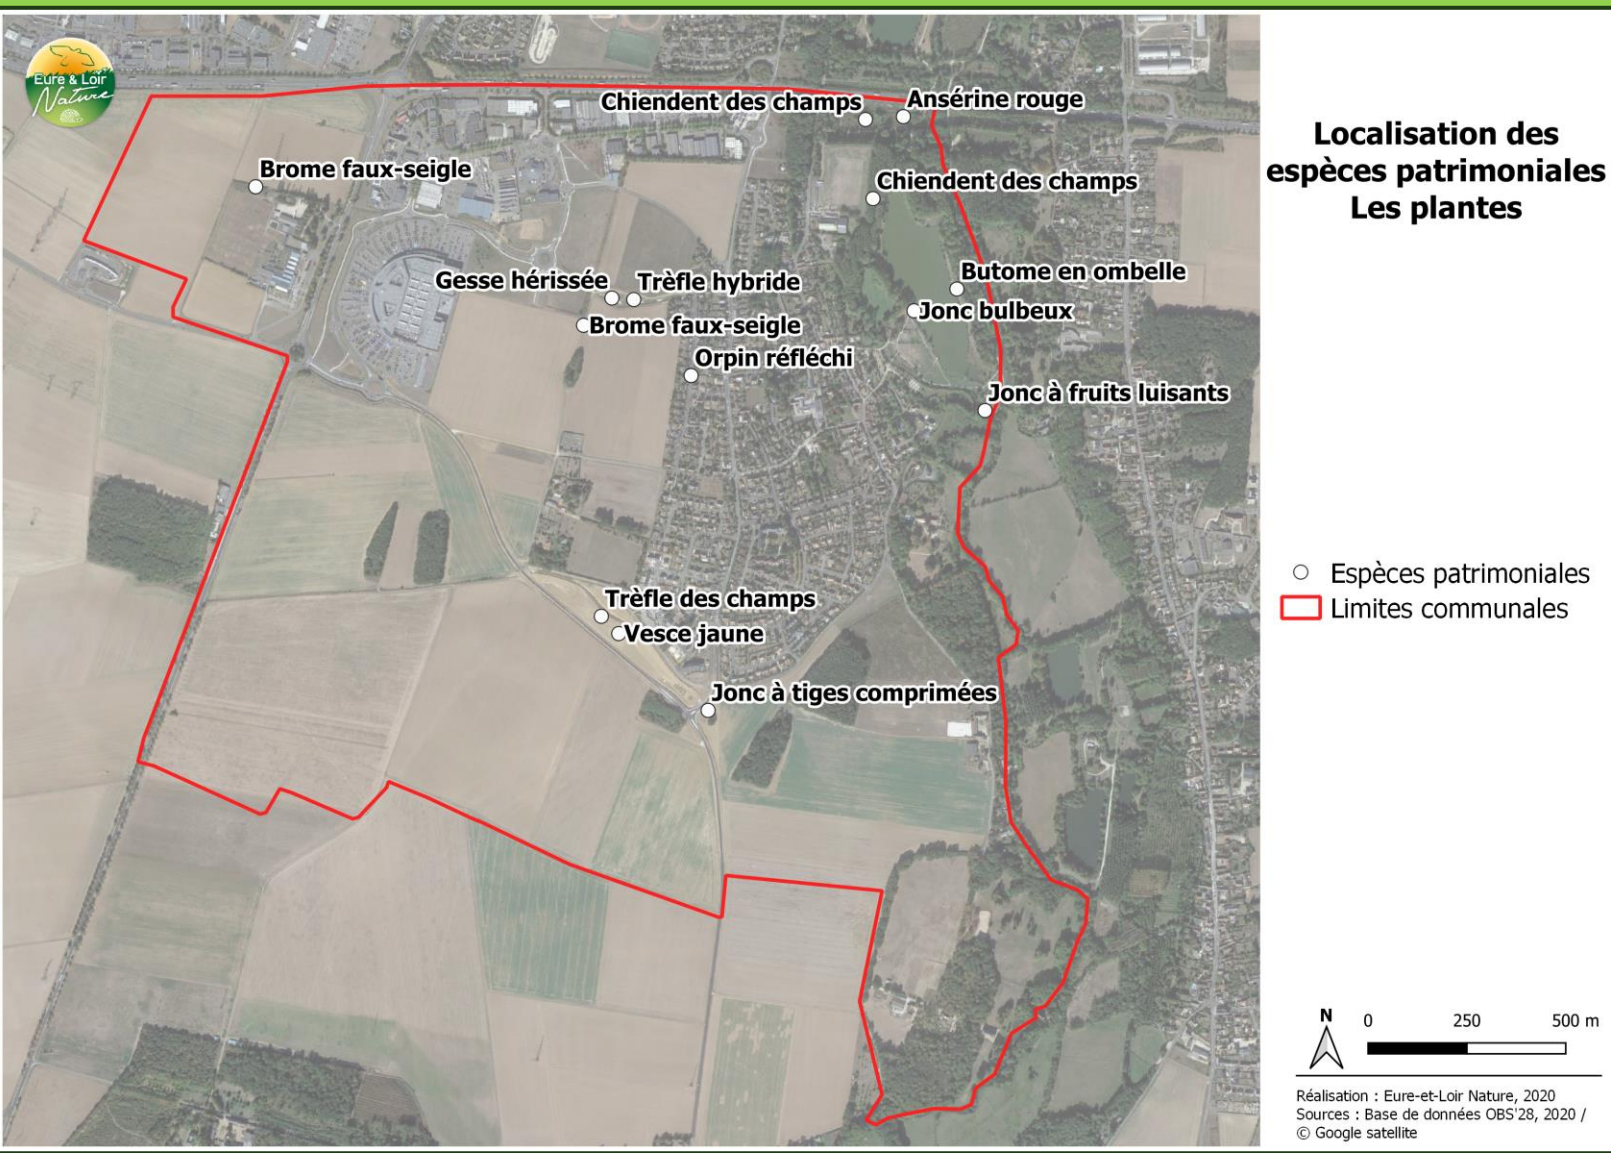 Eure & Loir
Nature
Chiendent des champs
Ansérine rouge
Brome faux-seigle
Chiendent des champs
Gesse hérissée
Trèfle hybride
Butome en ombelle
Jonc bulbeux
Brome faux-seigle
Orpin réfléchi
Jonc à fruits luisants
Trèfle des champs
Vesce jaune
Jonc à tiges comprimées
Localisation des
espèces patrimoniales
Les plantes
Espèces patrimoniales
Limites communales
N
0 250 500 m
Réalisation : Eure-et-Loir Nature, 2020
Sources : Base de données OBS'28, 2020 /
© Google satellite